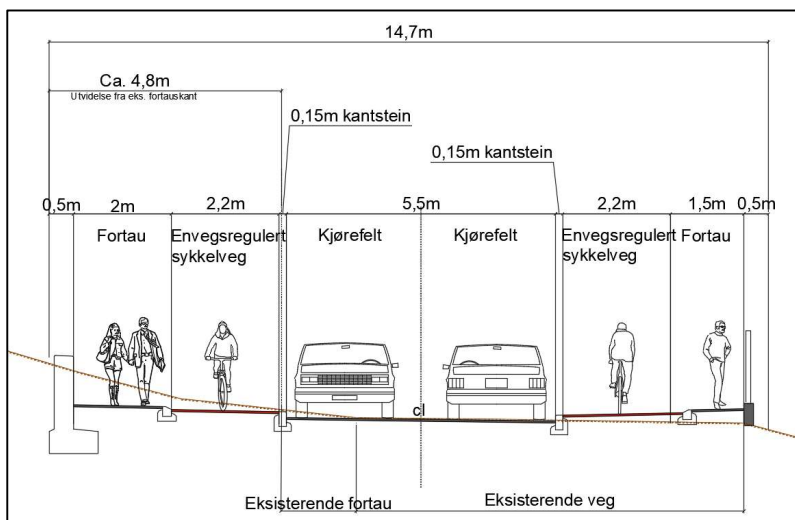 14,7m
Ca. 4,8m
Utvidelse fra eks. fortauskant
0,15m kantstein
0,15m kantstein
0,5m 2m 2,2m 5,5m 2,2m 1,5m 0,5m
Fortau Envegsregulert Kjørefelt Kjørefelt Envegsregulert Fortau
sykkelveg sykkelveg
cl
Eksisterende fortau Eksisterende veg